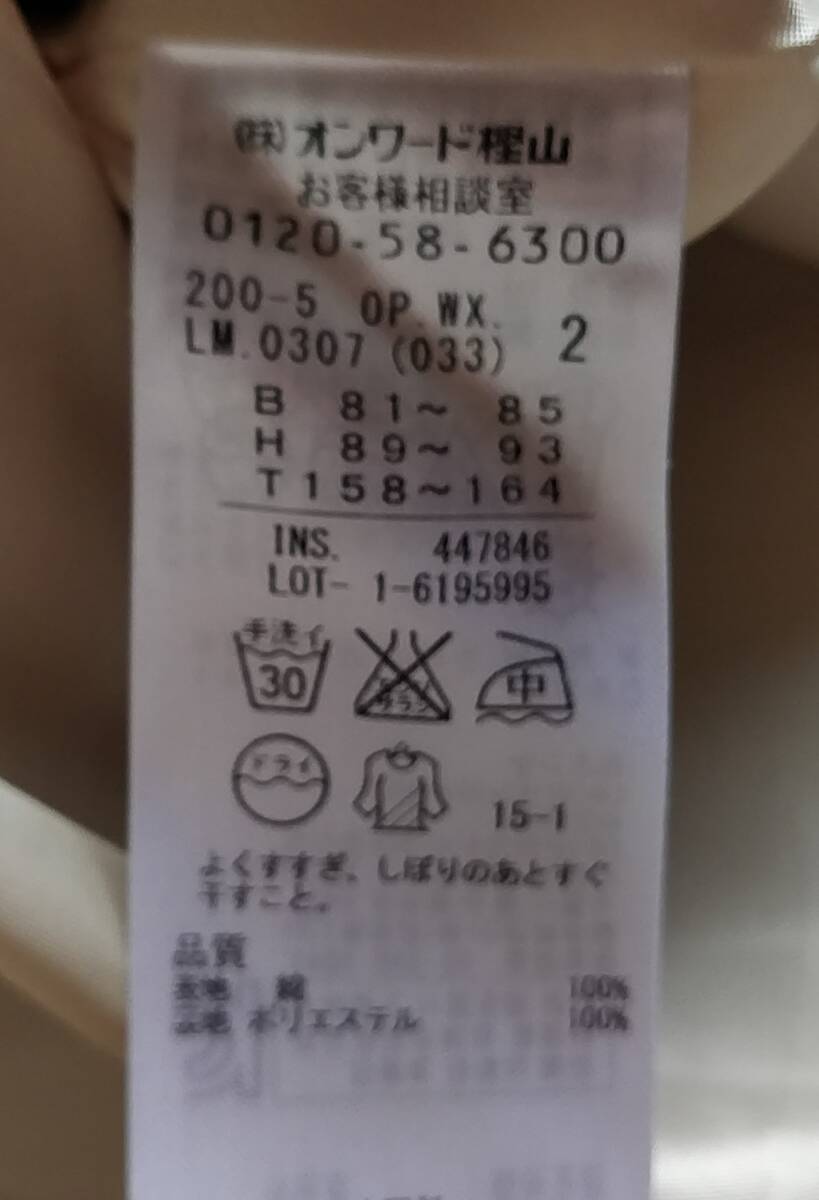 ㈱オンワード樫山
お客様相談室
0120-58-6300
200-5 OP.WX.
LM.0307 (033) 2
B 81～ 85
H 89～ 93
T158～164
INS. 447846
LOT- 1-6195995
手洗イ
30
中
ドライ
15-1
よくすすぎ、しぼりのあとすぐ
干すこと。
品質
表地 綿 100%
裏地 ポリエステル 100%